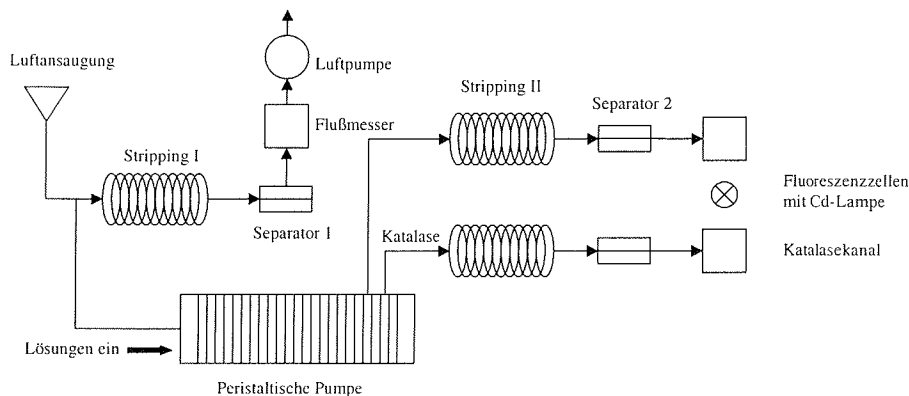 Luftansaugung
Luftpumpe
Flußmesser
Stripping I
Separator 1
Stripping II
Separator 2
Fluoreszenzzellen
mit Cd-Lampe
Katalase
Katalasekanal
Lösungen ein
Peristaltische Pumpe